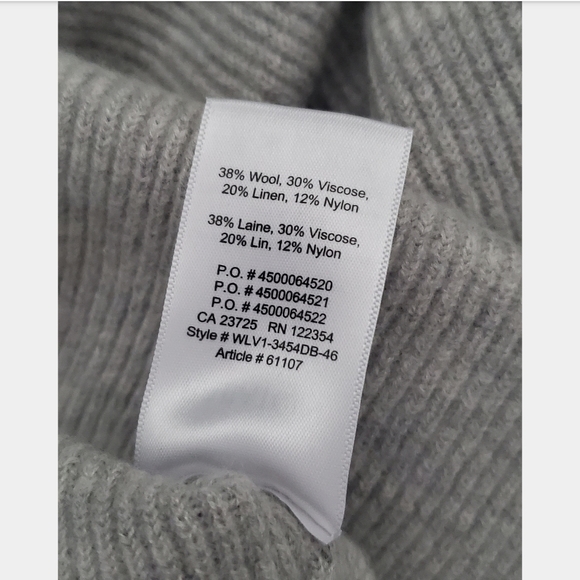 38% Wool, 30% Viscose,
20% Linen, 12% Nylon
38% Laine, 30% Viscose,
20% Lin, 12% Nylon
P.O. # 4500064520
P.O. # 4500064521
P.O. # 4500064522
CA 23725 RN 122354
Style # WLV1-3454DB-46
Article # 61107